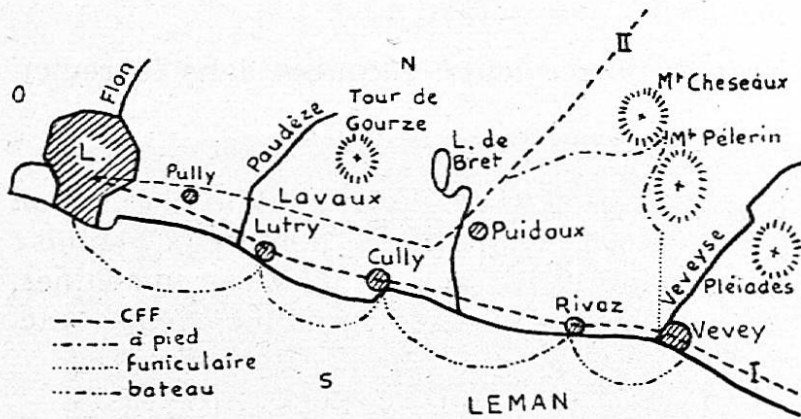 II
N
O
Flon
Mt Cheseaux
Tour de
Gourze
Mt Pélerin
Paudèze
L. de
Bret
L.
Pully
Lavaux
Puidoux
Lutry
Veveyse
Cully
Pléiades
Rivaz
Vevey
CFF
à pied
funiculaire
bateau
S
I
LEMAN